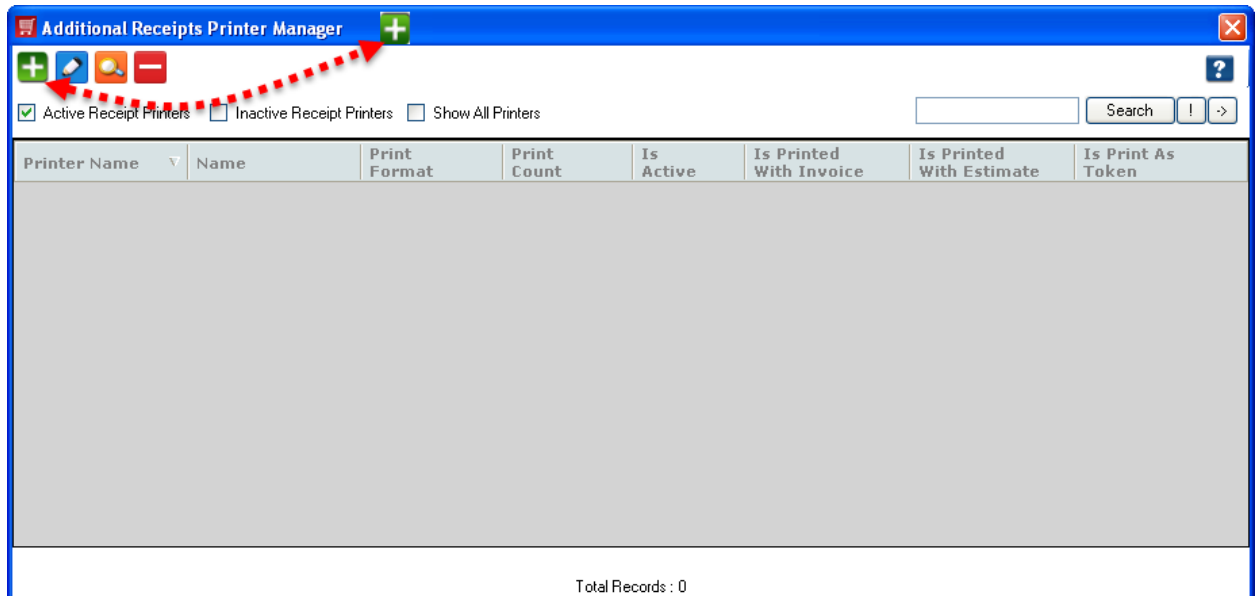 Additional Receipts Printer Manager
?
Active Receipt Printers Inactive Receipt Printers Show All Printers Search ! ->
Printer Name Name Print Format Print Count Is Active Is Printed With Invoice Is Printed With Estimate Is Print As Token
Total Records : 0